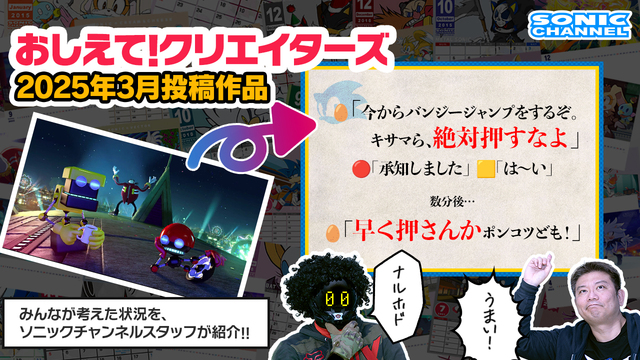 SONIC
CHANNEL
おしえて!クリエイターズ
2025年3月投稿作品
「今からバンジージャンプをするぞ。
キサマら、絶対押すなよ」
「承知しました」「は〜い」
数分後…
「早く押さんかポンコツども!」
ナルホド
うまい!
みんなが考えた状況を、
ソニックチャンネルスタッフが紹介!!